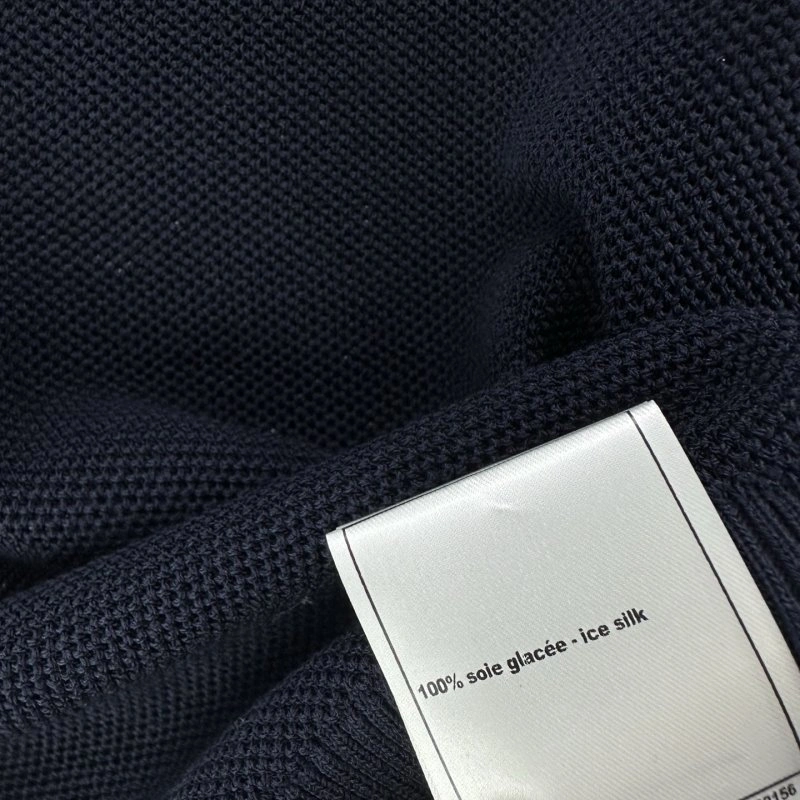 100% soie glacée - ice silk